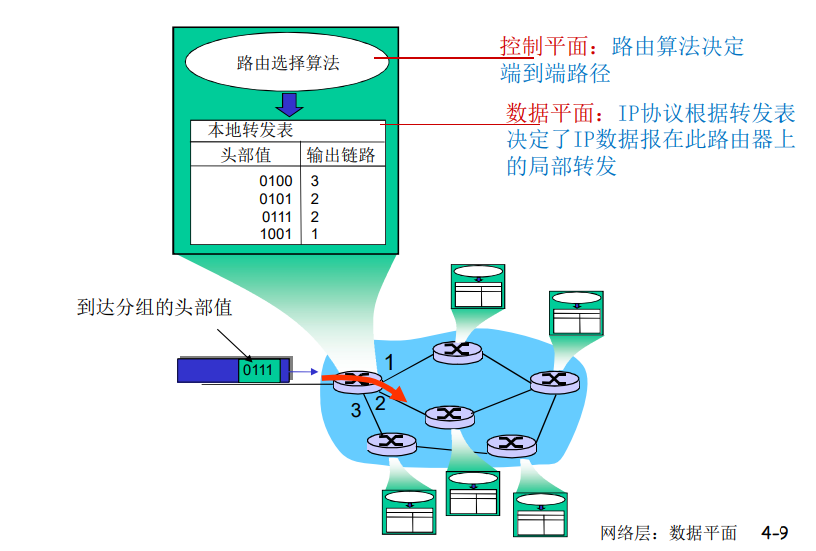 路由选择算法
控制平面：路由算法决定
端到端路径
数据平面：IP协议根据转发表
决定了IP数据报在此路由器上
的局部转发
本地转发表
头部值 输出链路
0100 3
0101 2
0111 2
1001 1
到达分组的头部值
0111
1
2
3
网络层：数据平面 4-9